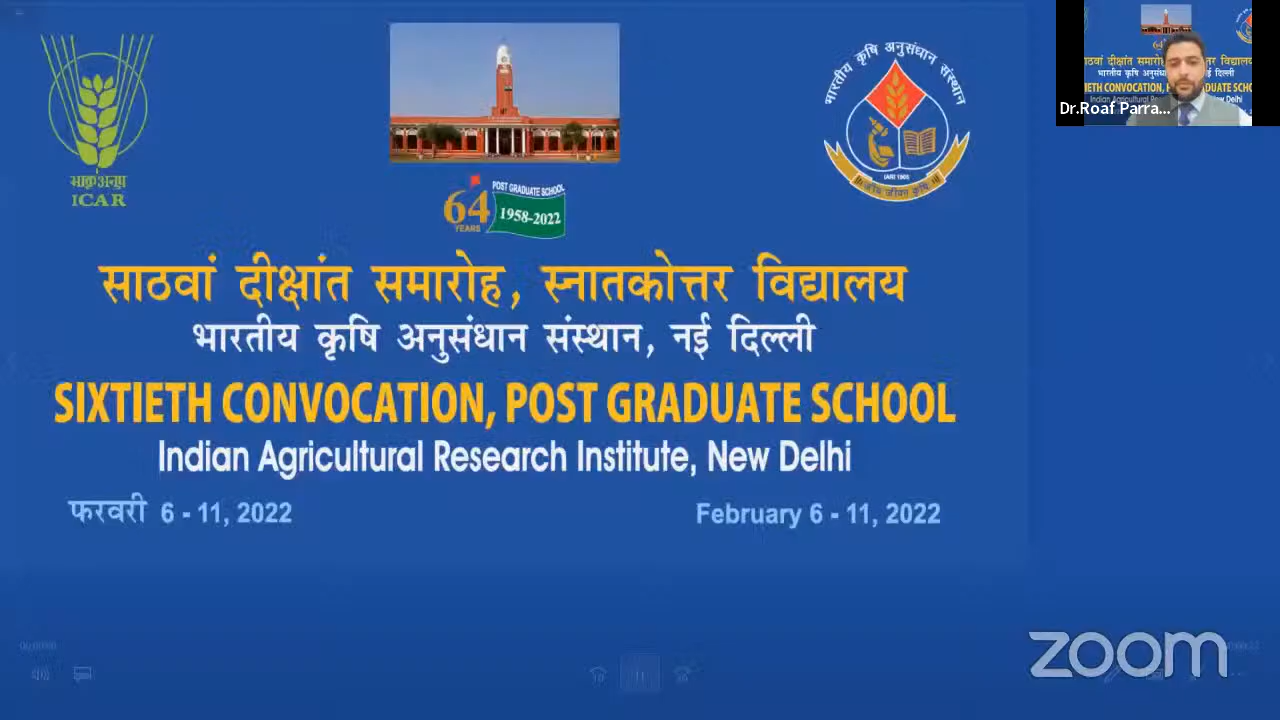 भाकृअनुप
ICAR
भारतीय कृषि अनुसंधान संस्थान
IARI 1905
64
YEARS
POST GRADUATE SCHOOL
1958-2022
साठवां दीक्षांत समारोह, स्नातकोत्तर विद्यालय
भारतीय कृषि अनुसंधान संस्थान, नई दिल्ली
SIXTIETH CONVOCATION, POST GRADUATE SCHOOL
Indian Agricultural Research Institute, New Delhi
फरवरी 6 - 11, 2022
February 6 - 11, 2022
Dr.Roaf Parra...
zoom